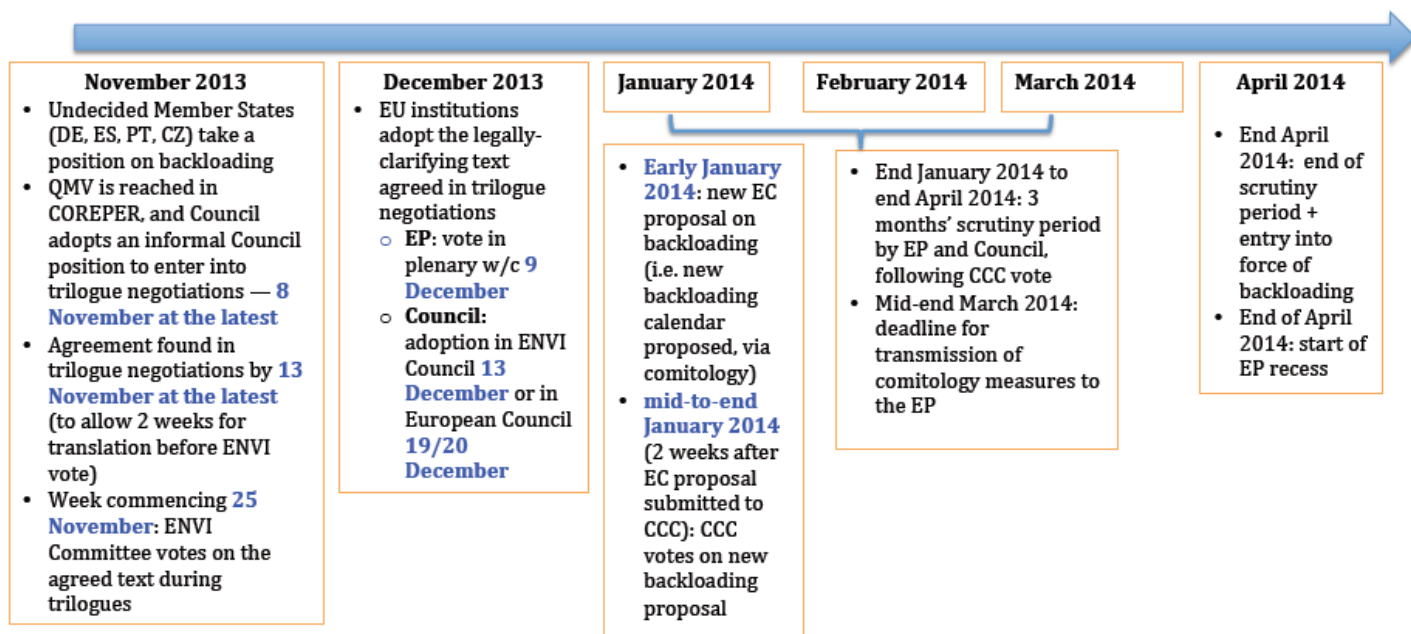 November 2013
• Undecided Member States
(DE, ES, PT, CZ) take a
position on backloading
• QMV is reached in
COREPER, and Council
adopts an informal Council
position to enter into
trilogue negotiations — 8
November at the latest
• Agreement found in
trilogue negotiations by 13
November at the latest
(to allow 2 weeks for
translation before ENVI
vote)
• Week commencing 25
November: ENVI
Committee votes on the
agreed text during
trilogues
December 2013
• EU institutions
adopt the legally-
clarifying text
agreed in trilogue
negotiations
o EP: vote in
plenary w/c 9
December
o Council:
adoption in ENVI
Council 13
December or in
European Council
19/20
December
January 2014
• Early January
2014: new EC
proposal on
backloading
(i.e. new
backloading
calendar
proposed, via
comitology)
• mid-to-end
January 2014
(2 weeks after
EC proposal
submitted to
CCC): CCC
votes on new
backloading
proposal
February 2014
March 2014
• End January 2014 to
end April 2014: 3
months’ scrutiny period
by EP and Council,
following CCC vote
• Mid-end March 2014:
deadline for
transmission of
comitology measures to
the EP
April 2014
• End April
2014: end of
scrutiny
period +
entry into
force of
backloading
• End of April
2014: start of
EP recess